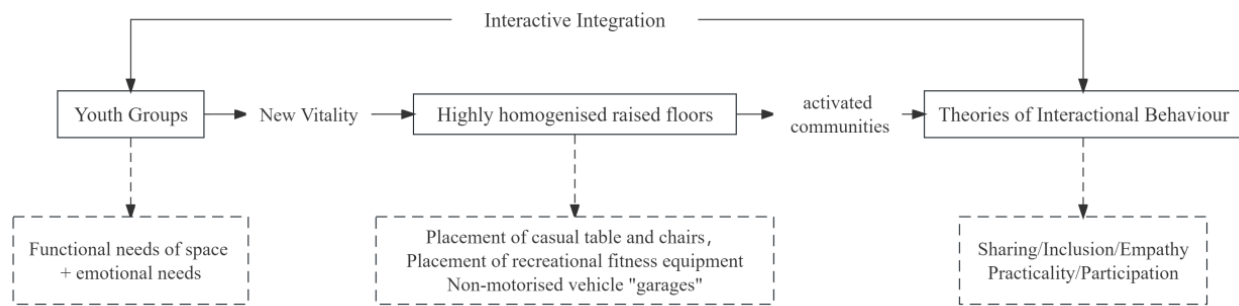 Interactive Integration
Youth Groups
New Vitality
Highly homogenised raised floors
activated
communities
Theories of Interactional Behaviour
Functional needs of space
+ emotional needs
Placement of casual table and chairs,
Placement of recreational fitness equipment
Non-motorised vehicle "garages"
Sharing/Inclusion/Empathy
Practicality/Participation